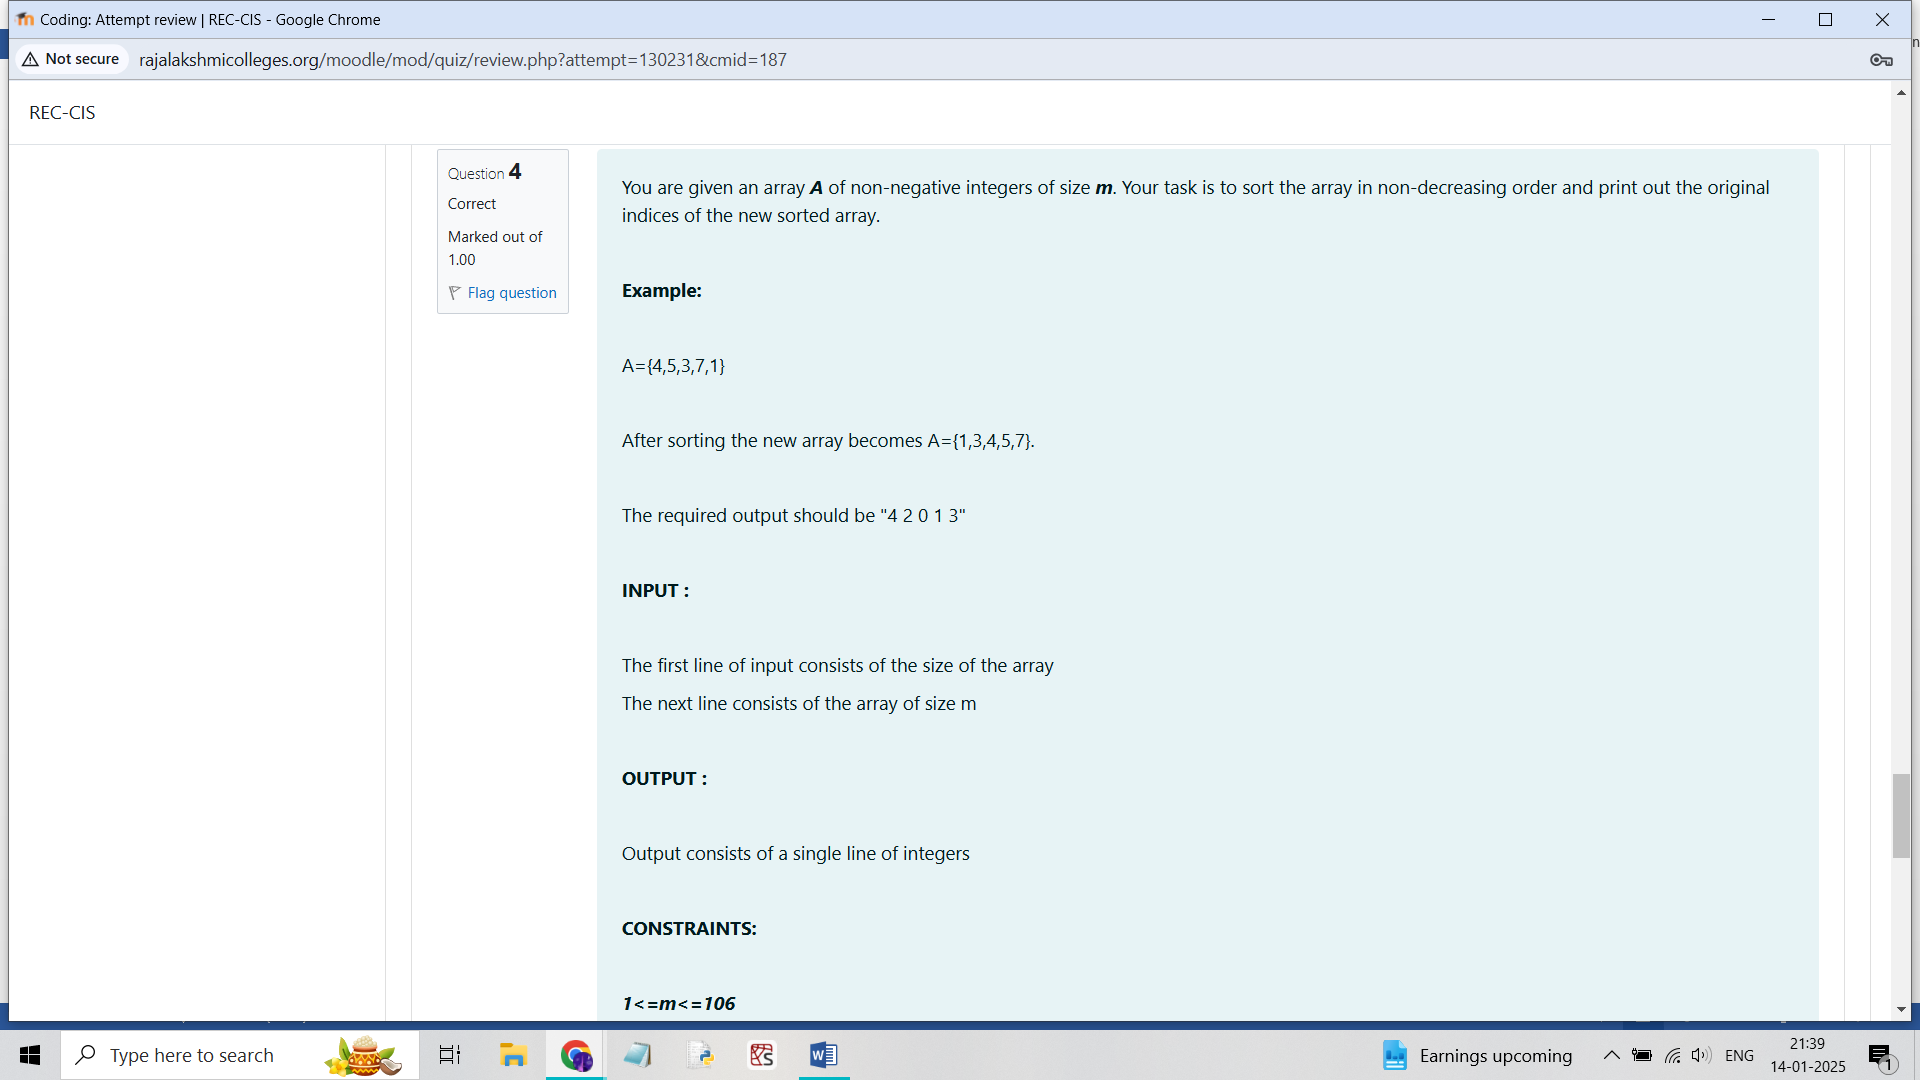 Coding: Attempt review | REC-CIS - Google Chrome
Not secure
rajalakshmicolleges.org/moodle/mod/quiz/review.php?attempt=130231&cmid=187
REC-CIS
Question 4
Correct
Marked out of
1.00
Flag question
You are given an array A of non-negative integers of size m. Your task is to sort the array in non-decreasing order and print out the original
indices of the new sorted array.
Example:
A={4,5,3,7,1}
After sorting the new array becomes A={1,3,4,5,7}.
The required output should be "4 2 0 1 3"
INPUT :
The first line of input consists of the size of the array
The next line consists of the array of size m
OUTPUT :
Output consists of a single line of integers
CONSTRAINTS:
1<=m<=106
Type here to search
Earnings upcoming
ENG
21:39
14-01-2025
1